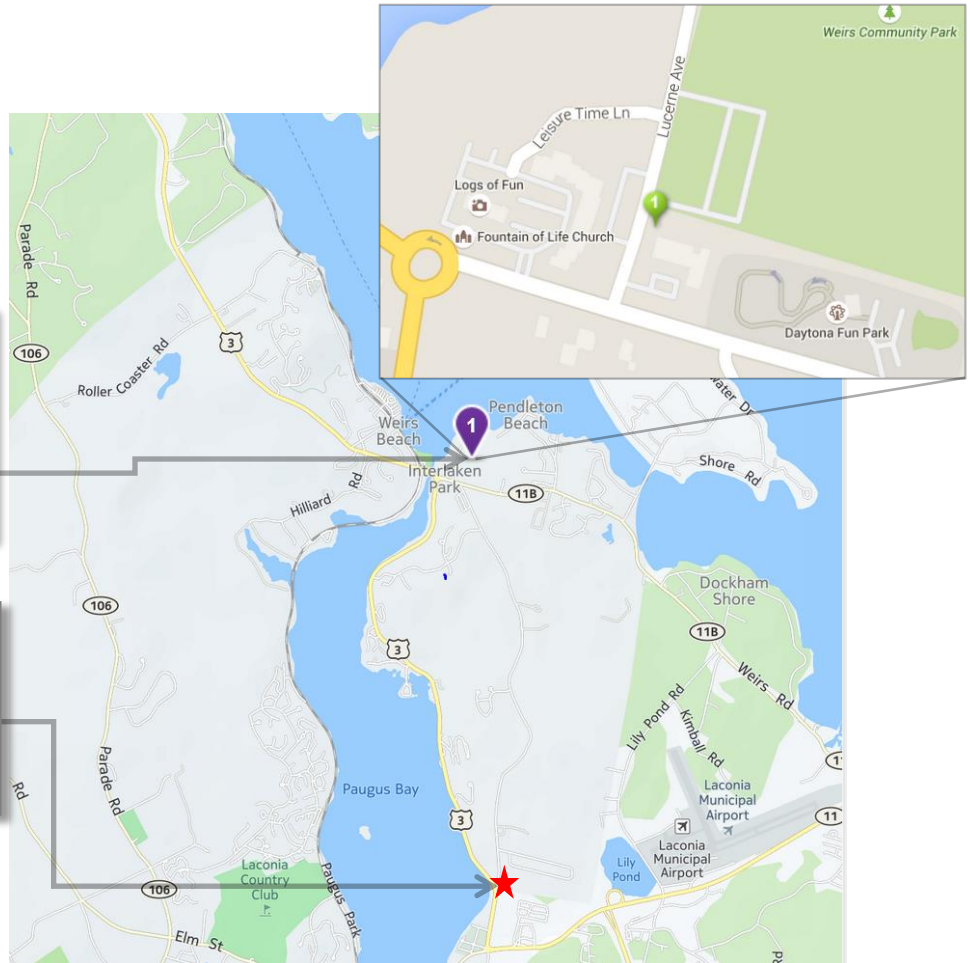 Weirs Community Park
Leisure Time Ln
Lucerne Ave
Logs of Fun
1
Fountain of Life Church
Daytona Fun Park
Parade Rd
106
3
Roller Coaster Rd
Weirs
Beach
1
Pendleton
Beach
Shore Rd
Interlaken
Park
11B
Hilliard Rd
106
Dockham
Shore
11B
3
Weirs Rd
Lily Pond Rd
Kimball Rd
Parade Rd
Rd
Paugus Bay
3
Laconia
Municipal
Airport
11
Laconia
Municipal
Airport
Lily
Pond
Laconia
Country
Club
Paugus Park
106
Elm St